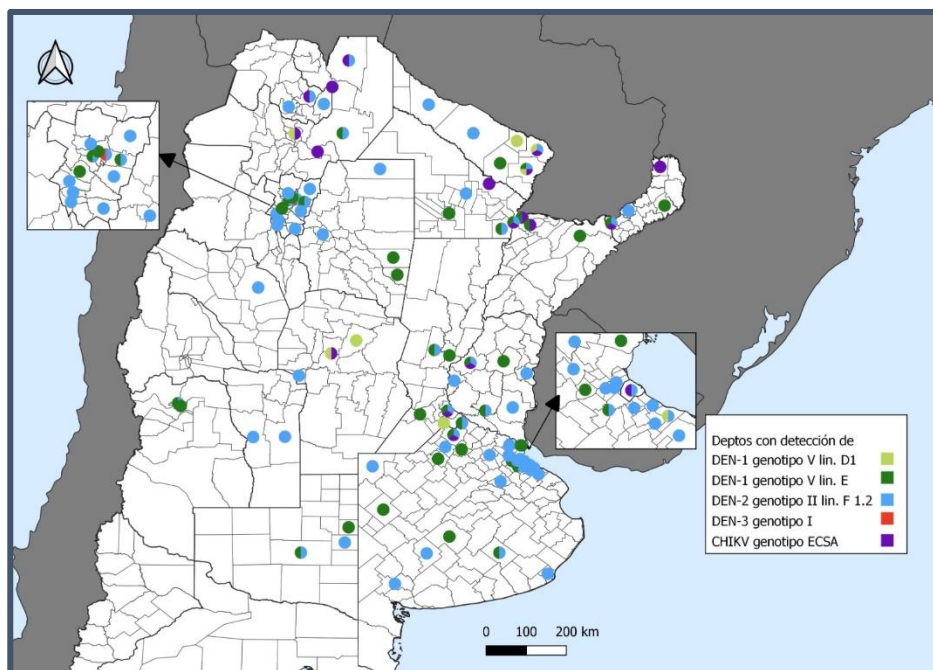 Deptos con detección de
DEN-1 genotipo V lin. D1
DEN-1 genotipo V lin. E
DEN-2 genotipo II lin. F 1.2
DEN-3 genotipo I
CHIKV genotipo ECSA
0 100 200 km